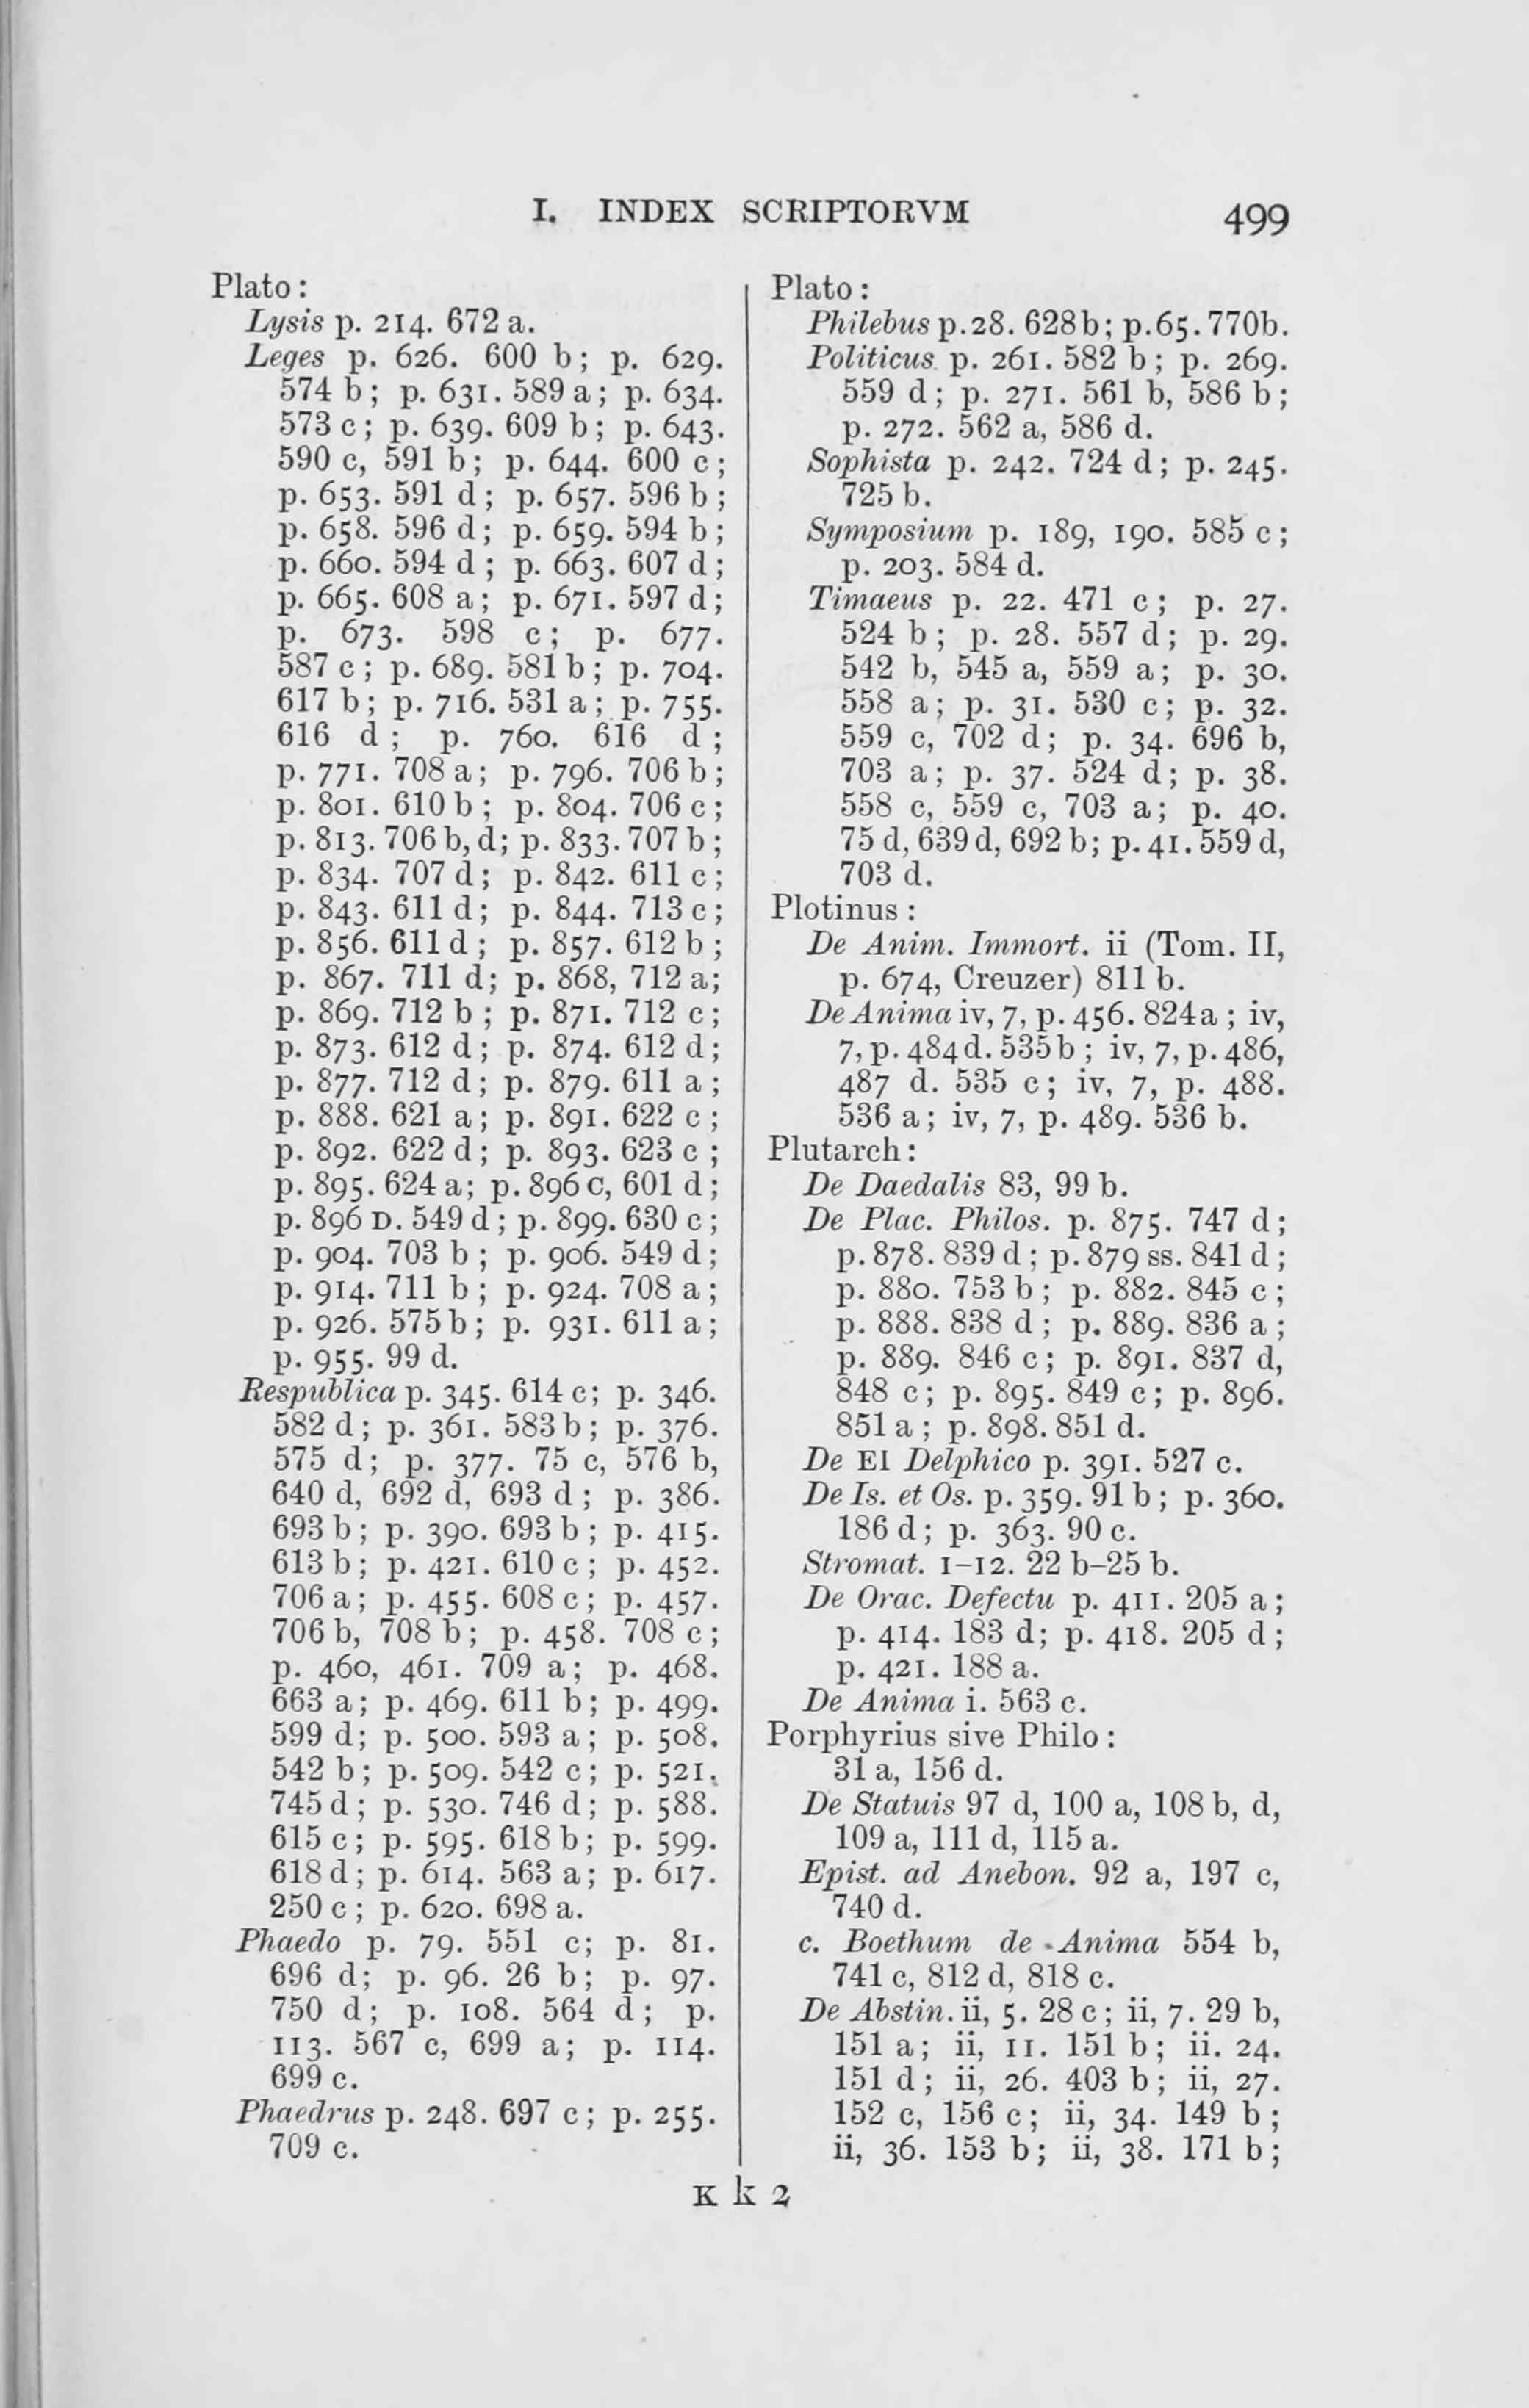 I. INDEX SCRIPTORVM 499
Plato :
Lysis p. 214. 672 a.
Leges p. 626. 600 b; p. 629.
574 b; p. 631. 589 a; p. 634.
573 c; p. 639. 609 b; p. 643.
590 c, 591 b; p. 644. 600 c;
p. 653. 591 d; p. 657. 596 b;
p. 658. 596 d; p. 659. 594 b;
p. 660. 594 d; p. 663. 607 d;
p. 665. 608 a; p. 671. 597 d;
p. 673. 598 c; p. 677.
587 c; p. 689. 581 b; p. 704.
617 b; p. 716. 531 a; p. 755.
616 d; p. 760. 616 d;
p. 771. 708 a; p. 796. 706 b;
p. 801. 610 b; p. 804. 706 c;
p. 813. 706 b, d; p. 833. 707 b;
p. 834. 707 d; p. 842. 611 c;
p. 843. 611 d; p. 844. 713 c;
p. 856. 611 d; p. 857. 612 b;
p. 867. 711 d; p. 868, 712 a;
p. 869. 712 b; p. 871. 712 c;
p. 873. 612 d; p. 874. 612 d;
p. 877. 712 d; p. 879. 611 a;
p. 888. 621 a; p. 891. 622 c;
p. 892. 622 d; p. 893. 623 c;
p. 895. 624 a; p. 896 C, 601 d;
p. 896 D. 549 d; p. 899. 630 c;
p. 904. 703 b; p. 906. 549 d;
p. 914. 711 b; p. 924. 708 a;
p. 926. 575 b; p. 931. 611 a;
p. 955. 99 d.
Respublica p. 345. 614 c; p. 346.
582 d; p. 361. 583 b; p. 376.
575 d; p. 377. 75 c, 576 b,
640 d, 692 d, 693 d; p. 386.
693 b; p. 390. 693 b; p. 415.
613 b; p. 421. 610 c; p. 452.
706 a; p. 455. 608 c; p. 457.
706 b, 708 b; p. 458. 708 c;
p. 460, 461. 709 a; p. 468.
663 a; p. 469. 611 b; p. 499.
599 d; p. 500. 593 a; p. 508.
542 b; p. 509. 542 c; p. 521.
745 d; p. 530. 746 d; p. 588.
615 c; p. 595. 618 b; p. 599.
618 d; p. 614. 563 a; p. 617.
250 c; p. 620. 698 a.
Phaedo p. 79. 551 c; p. 81.
696 d; p. 96. 26 b; p. 97.
750 d; p. 108. 564 d; p.
113. 567 c, 699 a; p. 114.
699 c.
Phaedrus p. 248. 697 c; p. 255.
709 c.
Plato :
Philebus p. 28. 628 b; p. 65. 770 b.
Politicus p. 261. 582 b; p. 269.
559 d; p. 271. 561 b, 586 b;
p. 272. 562 a, 586 d.
Sophista p. 242. 724 d; p. 245.
725 b.
Symposium p. 189, 190. 585 c;
p. 203. 584 d.
Timaeus p. 22. 471 c; p. 27.
524 b; p. 28. 557 d; p. 29.
542 b, 545 a, 559 a; p. 30.
558 a; p. 31. 530 c; p. 32.
559 c, 702 d; p. 34. 696 b,
703 a; p. 37. 524 d; p. 38.
558 c, 559 c, 703 a; p. 40.
75 d, 639 d, 692 b; p. 41. 559 d,
703 d.
Plotinus :
De Anim. Immort. ii (Tom. II,
p. 674, Creuzer) 811 b.
De Anima iv, 7, p. 456. 824 a; iv,
7, p. 484 d. 535 b; iv, 7, p. 486,
487 d. 535 c; iv, 7, p. 488.
536 a; iv, 7, p. 489. 536 b.
Plutarch :
De Daedalis 83, 99 b.
De Plac. Philos. p. 875. 747 d;
p. 878. 839 d; p. 879 ss. 841 d;
p. 880. 753 b; p. 882. 845 c;
p. 888. 838 d; p. 889. 836 a;
p. 889. 846 c; p. 891. 837 d,
848 c; p. 895. 849 c; p. 896.
851 a; p. 898. 851 d.
De EI Delphico p. 391. 527 c.
De Is. et Os. p. 359. 91 b; p. 360.
186 d; p. 363. 90 c.
Stromat. 1-12. 22 b-25 b.
De Orac. Defectu p. 411. 205 a;
p. 414. 183 d; p. 418. 205 d;
p. 421. 188 a.
De Anima i. 563 c.
Porphyrius sive Philo :
31 a, 156 d.
De Statuis 97 d, 100 a, 108 b, d,
109 a, 111 d, 115 a.
Epist. ad Anebon. 92 a, 197 c,
740 d.
c. Boethum de Anima 554 b,
741 c, 812 d, 818 c.
De Abstin. ii, 5. 28 c; ii, 7. 29 b,
151 a; ii, 11. 151 b; ii. 24.
151 d; ii, 26. 403 b; ii, 27.
152 c, 156 c; ii, 34. 149 b;
ii, 36. 153 b; ii, 38. 171 b;
K k 2